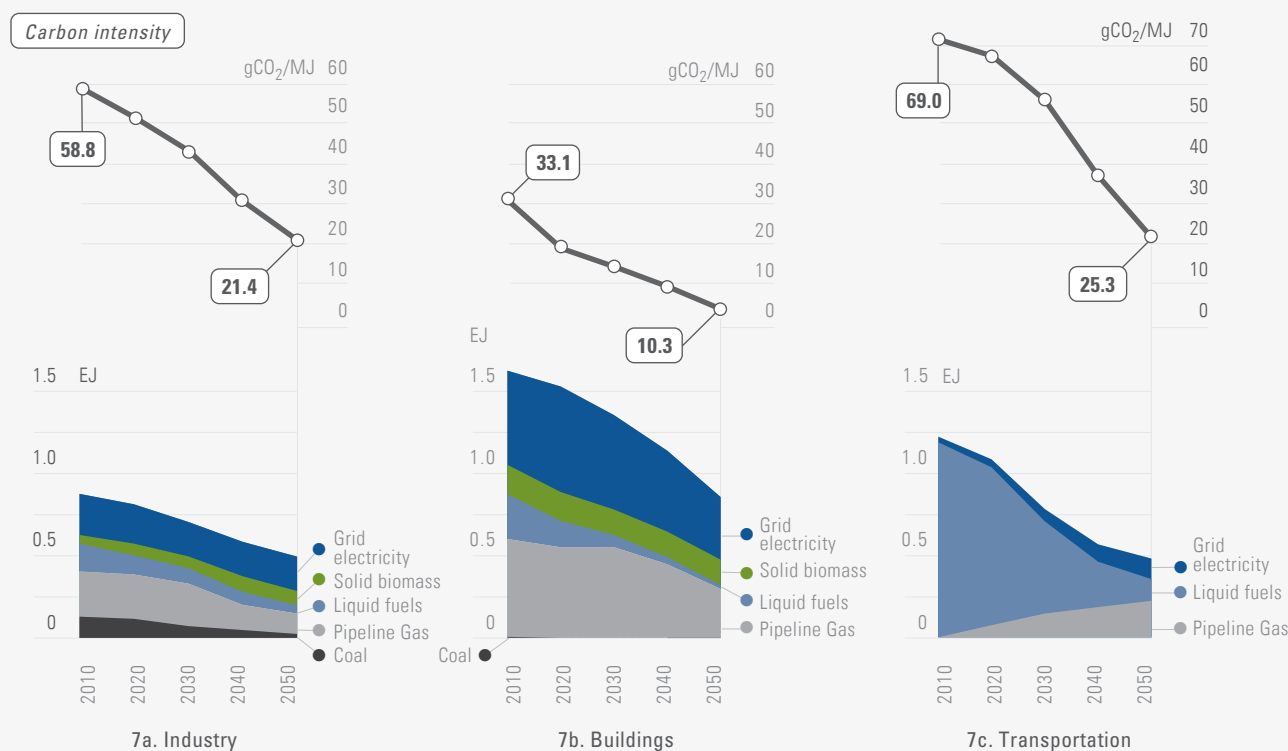 Carbon intensity
gCO2/MJ 60
50
40
30
20
10
0
58.8
21.4
1.5 EJ
1.0
0.5
0
Grid
electricity
Solid biomass
Liquid fuels
Pipeline Gas
Coal
2010
2020
2030
2040
2050
7a. Industry
gCO2/MJ 60
50
40
30
20
10
0
33.1
10.3
EJ
1.5
1.0
0.5
0
Grid
electricity
Solid biomass
Liquid fuels
Pipeline Gas
Coal
2010
2020
2030
2040
2050
7b. Buildings
gCO2/MJ 70
60
50
40
30
20
10
0
69.0
25.3
1.5 EJ
1.0
0.5
0
Grid
electricity
Liquid fuels
Pipeline Gas
2010
2020
2030
2040
2050
7c. Transportation